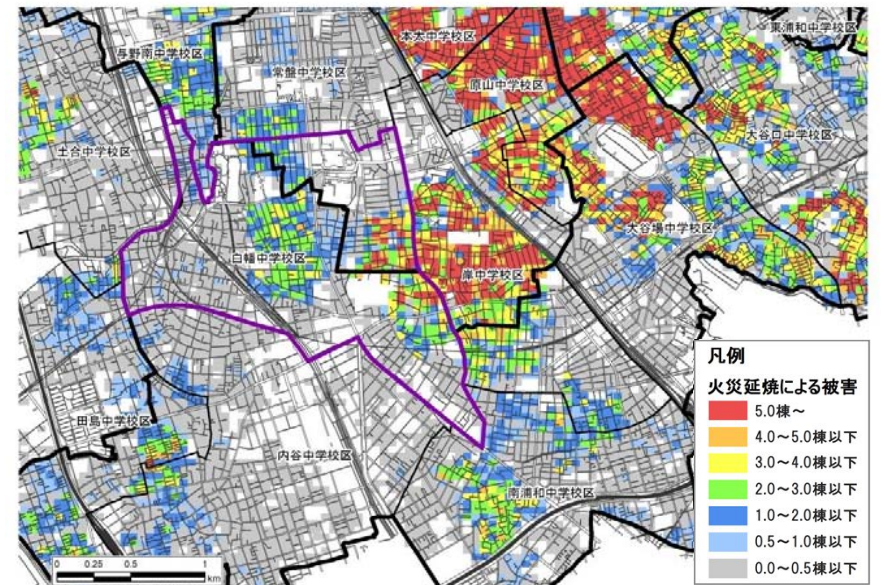 本太中学校区
東浦和中学校区
与野南中学校区
常盤中学校区
原山中学校区
大谷口中学校区
土合中学校区
大谷場中学校区
白幡中学校区
岸中学校区
田島中学校区
内谷中学校区
南浦和中学校区
凡例
火災延焼による被害
5.0棟~
4.0~5.0棟以下
3.0~4.0棟以下
2.0~3.0棟以下
1.0~2.0棟以下
0.5~1.0棟以下
0.0~0.5棟以下
0 0.25 0.5 1
km